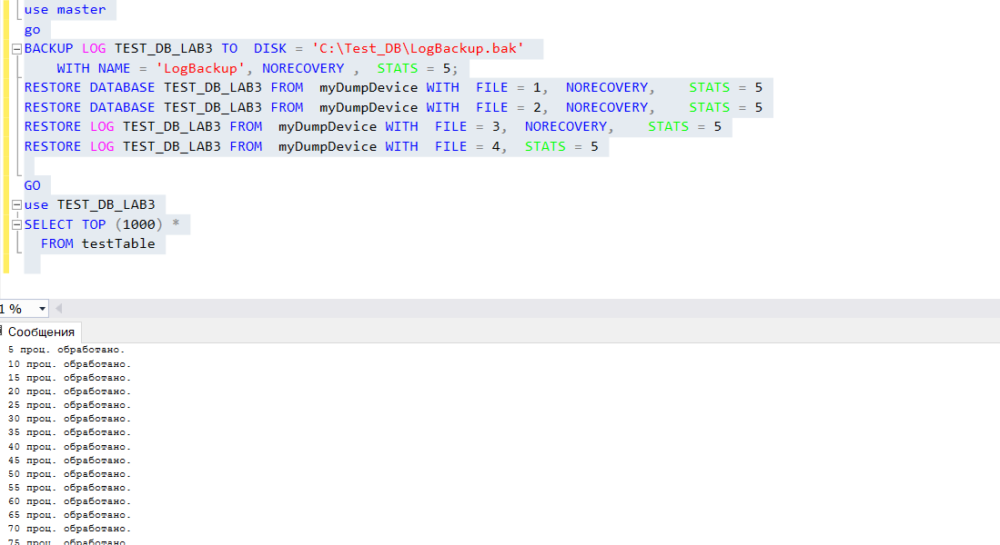 use master
go
BACKUP LOG TEST_DB_LAB3 TO  DISK = 'C:\Test_DB\LogBackup.bak'
    WITH NAME = 'LogBackup', NORECOVERY ,  STATS = 5;
RESTORE DATABASE TEST_DB_LAB3 FROM  myDumpDevice WITH  FILE = 1,  NORECOVERY,    STATS = 5
RESTORE DATABASE TEST_DB_LAB3 FROM  myDumpDevice WITH  FILE = 2,  NORECOVERY,    STATS = 5
RESTORE LOG TEST_DB_LAB3 FROM  myDumpDevice WITH  FILE = 3,  NORECOVERY,    STATS = 5
RESTORE LOG TEST_DB_LAB3 FROM  myDumpDevice WITH  FILE = 4,  STATS = 5
GO
use TEST_DB_LAB3
SELECT TOP (1000) *
  FROM testTable
1 %
Сообщения
5 проц. обработано.
10 проц. обработано.
15 проц. обработано.
20 проц. обработано.
25 проц. обработано.
30 проц. обработано.
35 проц. обработано.
40 проц. обработано.
45 проц. обработано.
50 проц. обработано.
55 проц. обработано.
60 проц. обработано.
65 проц. обработано.
70 проц. обработано.
75 проц. обработано.